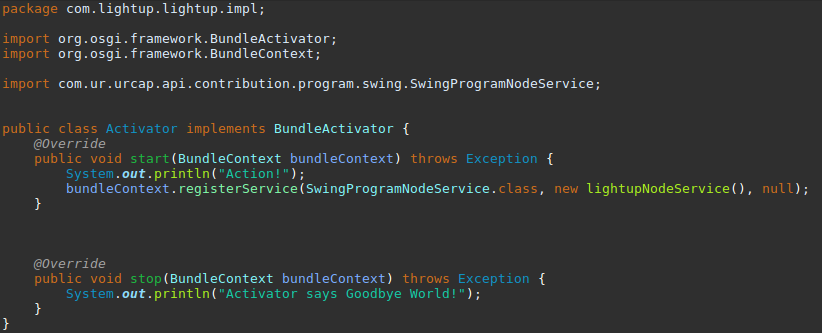 package com.lightup.lightup.impl;
import org.osgi.framework.BundleActivator;
import org.osgi.framework.BundleContext;
import com.ur.urcap.api.contribution.program.swing.SwingProgramNodeService;
public class Activator implements BundleActivator {
@Override
public void start(BundleContext bundleContext) throws Exception {
System.out.println("Action!");
bundleContext.registerService(SwingProgramNodeService.class, new lightupNodeService(), null);
}
@Override
public void stop(BundleContext bundleContext) throws Exception {
System.out.println("Activator says Goodbye World!");
}
}